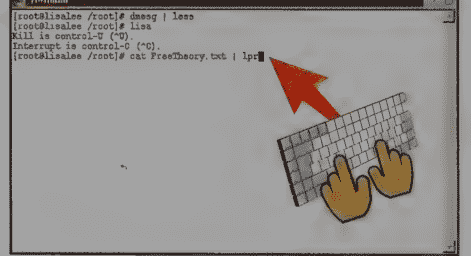 [root@lisalee /root]# dmesg | less
[root@lisalee /root]# lisa
Kill is control-U (^U).
Interrupt is control-C (^C).
[root@lisalee /root]# cat FreeTheory.txt | lpr